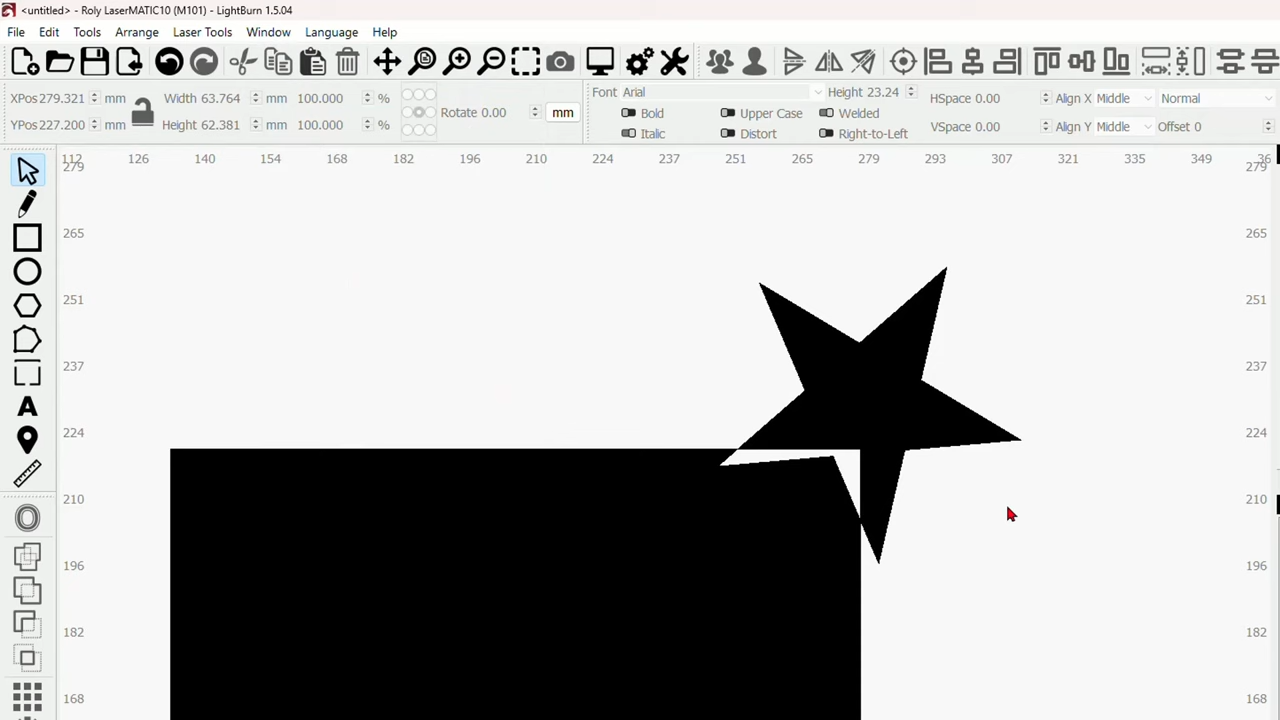 <untitled> - Roly LaserMATIC10 (M101) - LightBurn 1.5.04
File Edit Tools Arrange Laser Tools Window Language Help
XPos 279.321 mm Width 63.764 mm 100.000 %
YPos 227.200 mm Height 62.381 mm 100.000 %
Rotate 0.00 mm
Font Arial Height 23.24
Bold Upper Case Welded
Italic Distort Right-to-Left
HSpace 0.00 Align X Middle Normal
VSpace 0.00 Align Y Middle Offset 0
112 126 140 154 168 182 196 210 224 237 251 265 279 293 307 321 335 349 36
279 279
265 265
251 251
237 237
224 224
210 210
196 196
182 182
168 168
A